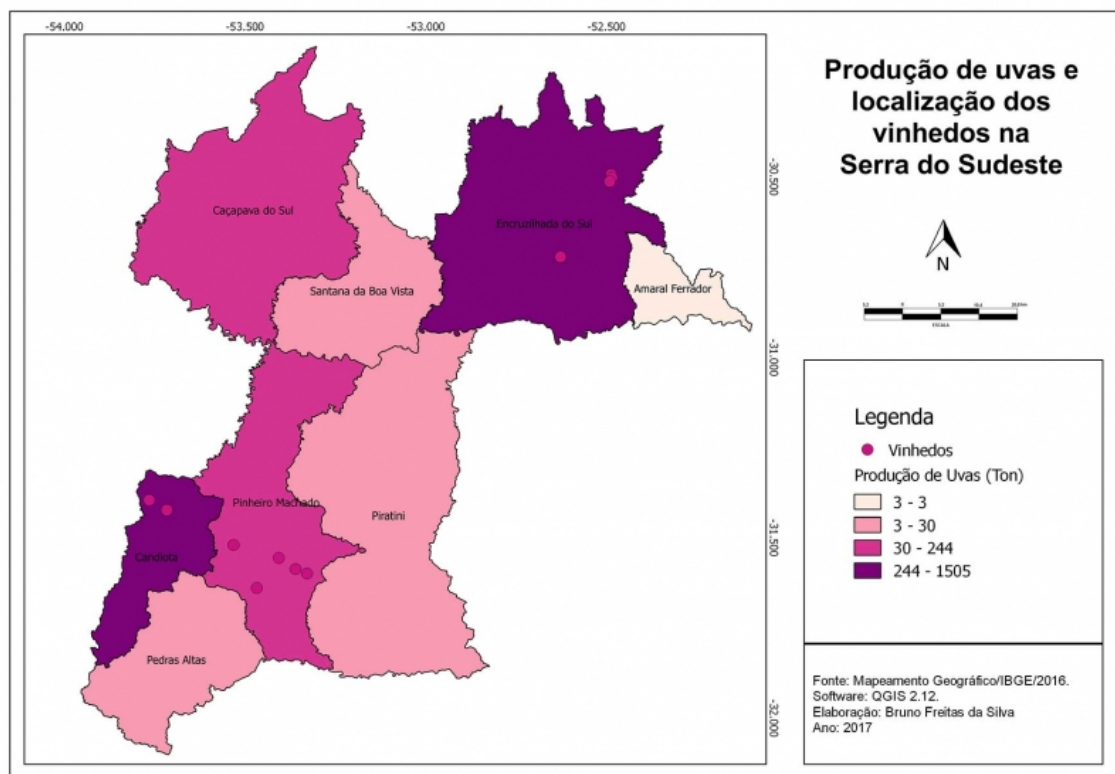 -54.000
-53.500
-53.000
-52.500
Produção de uvas e
localização dos
vinhedos na
Serra do Sudeste
-30.500
-31.000
-31.500
-32.000
Caçapava do Sul
Encruzilhada do Sul
Santana da Boa Vista
Amaral Ferrador
Pinheiro Machado
Piratini
Candiota
Pedras Altas
N
0
ESCALA
Legenda
Vinhedos
Produção de Uvas (Ton)
3 - 3
3 - 30
30 - 244
244 - 1505
Fonte: Mapeamento Geográfico/IBGE/2016.
Software: QGIS 2.12.
Elaboração: Bruno Freitas da Silva
Ano: 2017